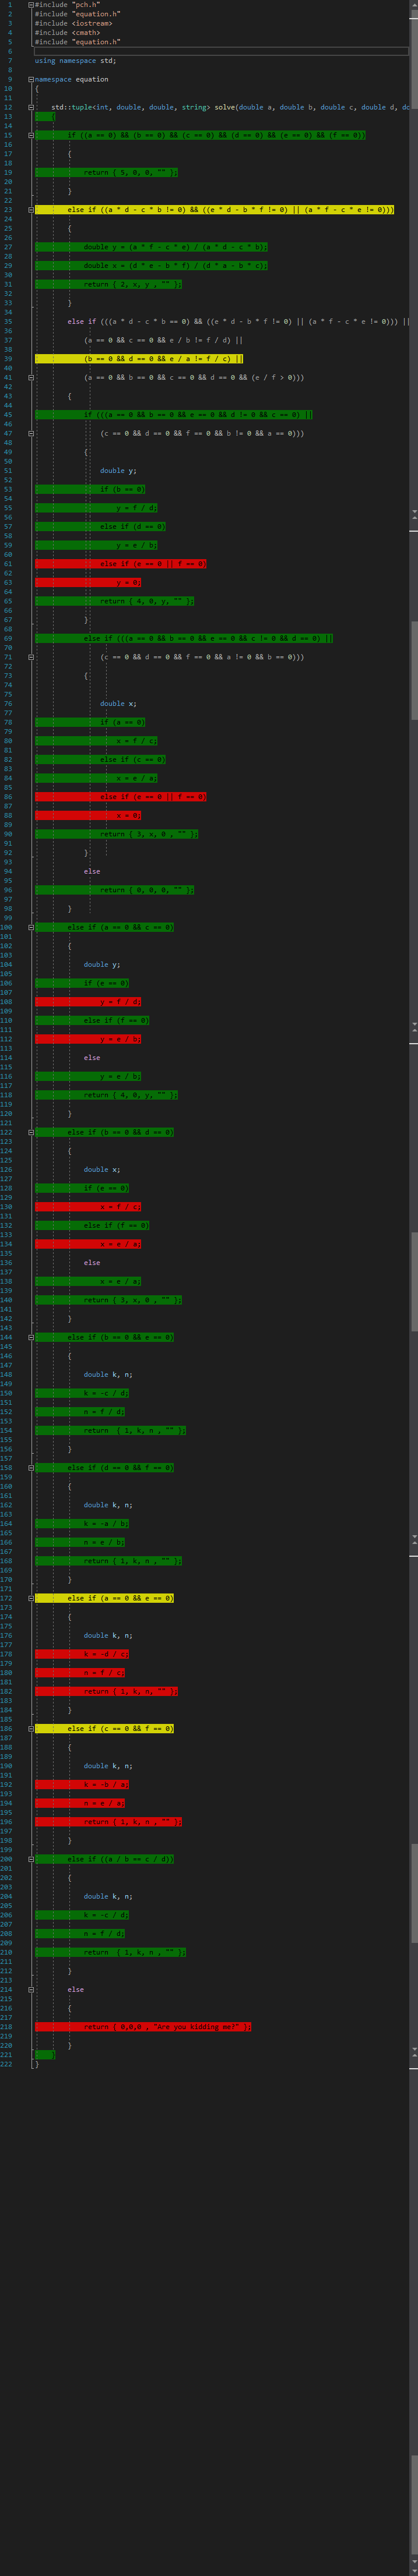 1 #include "pch.h"
2 #include "equation.h"
3 #include <iostream>
4 #include <cmath>
5 #include "equation.h"
6
7 using namespace std;
8
9 namespace equation
10 {
11
12 std::tuple<int, double, double, string> solve(double a, double b, double c, double d, do
13 {
14
15 if ((a == 0) && (b == 0) && (c == 0) && (d == 0) && (e == 0) && (f == 0))
16
17 {
18
19 return { 5, 0, 0, "" };
20
21 }
22
23 else if ((a * d - c * b != 0) && ((e * d - b * f != 0) || (a * f - c * e != 0)))
24
25 {
26
27 double y = (a * f - c * e) / (a * d - c * b);
28
29 double x = (d * e - b * f) / (d * a - b * c);
30
31 return { 2, x, y , "" };
32
33 }
34
35 else if (((a * d - c * b == 0) && ((e * d - b * f != 0) || (a * f - c * e != 0))) ||
36
37 (a == 0 && c == 0 && e / b != f / d) ||
38
39 (b == 0 && d == 0 && e / a != f / c) ||
40
41 (a == 0 && b == 0 && c == 0 && d == 0 && (e / f > 0)))
42
43 {
44
45 if (((a == 0 && b == 0 && e == 0 && d != 0 && c == 0) ||
46
47 (c == 0 && d == 0 && f == 0 && b != 0 && a == 0)))
48
49 {
50
51 double y;
52
53 if (b == 0)
54
55 y = f / d;
56
57 else if (d == 0)
58
59 y = e / b;
60
61 else if (e == 0 || f == 0)
62
63 y = 0;
64
65 return { 4, 0, y, "" };
66
67 }
68
69 else if (((a == 0 && b == 0 && e == 0 && c != 0 && d == 0) ||
70
71 (c == 0 && d == 0 && f == 0 && a != 0 && b == 0)))
72
73 {
74
75
76 double x;
77
78 if (a == 0)
79
80 x = f / c;
81
82 else if (c == 0)
83
84 x = e / a;
85
86 else if (e == 0 || f == 0)
87
88 x = 0;
89
90 return { 3, x, 0 , "" };
91
92 }
93
94 else
95
96 return { 0, 0, 0, "" };
97
98 }
99
100 else if (a == 0 && c == 0)
101
102 {
103
104 double y;
105
106 if (e == 0)
107
108 y = f / d;
109
110 else if (f == 0)
111
112 y = e / b;
113
114 else
115
116 y = e / b;
117
118 return { 4, 0, y, "" };
119
120 }
121
122 else if (b == 0 && d == 0)
123
124 {
125
126 double x;
127
128 if (e == 0)
129
130 x = f / c;
131
132 else if (f == 0)
133
134 x = e / a;
135
136 else
137
138 x = e / a;
139
140 return { 3, x, 0 , "" };
141
142 }
143
144 else if (b == 0 && e == 0)
145
146 {
147
148 double k, n;
149
150 k = -c / d;
151
152 n = f / d;
153
154 return { 1, k, n , "" };
155
156 }
157
158 else if (d == 0 && f == 0)
159
160 {
161
162 double k, n;
163
164 k = -a / b;
165
166 n = e / b;
167
168 return { 1, k, n , "" };
169
170 }
171
172 else if (a == 0 && e == 0)
173
174 {
175
176 double k, n;
177
178 k = -d / c;
179
180 n = f / c;
181
182 return { 1, k, n, "" };
183
184 }
185
186 else if (c == 0 && f == 0)
187
188 {
189
190 double k, n;
191
192 k = -b / a;
193
194 n = e / a;
195
196 return { 1, k, n , "" };
197
198 }
199
200 else if ((a / b == c / d))
201
202 {
203
204 double k, n;
205
206 k = -c / d;
207
208 n = f / d;
209
210 return { 1, k, n , "" };
211
212 }
213
214 else
215
216 {
217
218 return { 0,0,0 , "Are you kidding me?" };
219
220 }
221 }
222 }